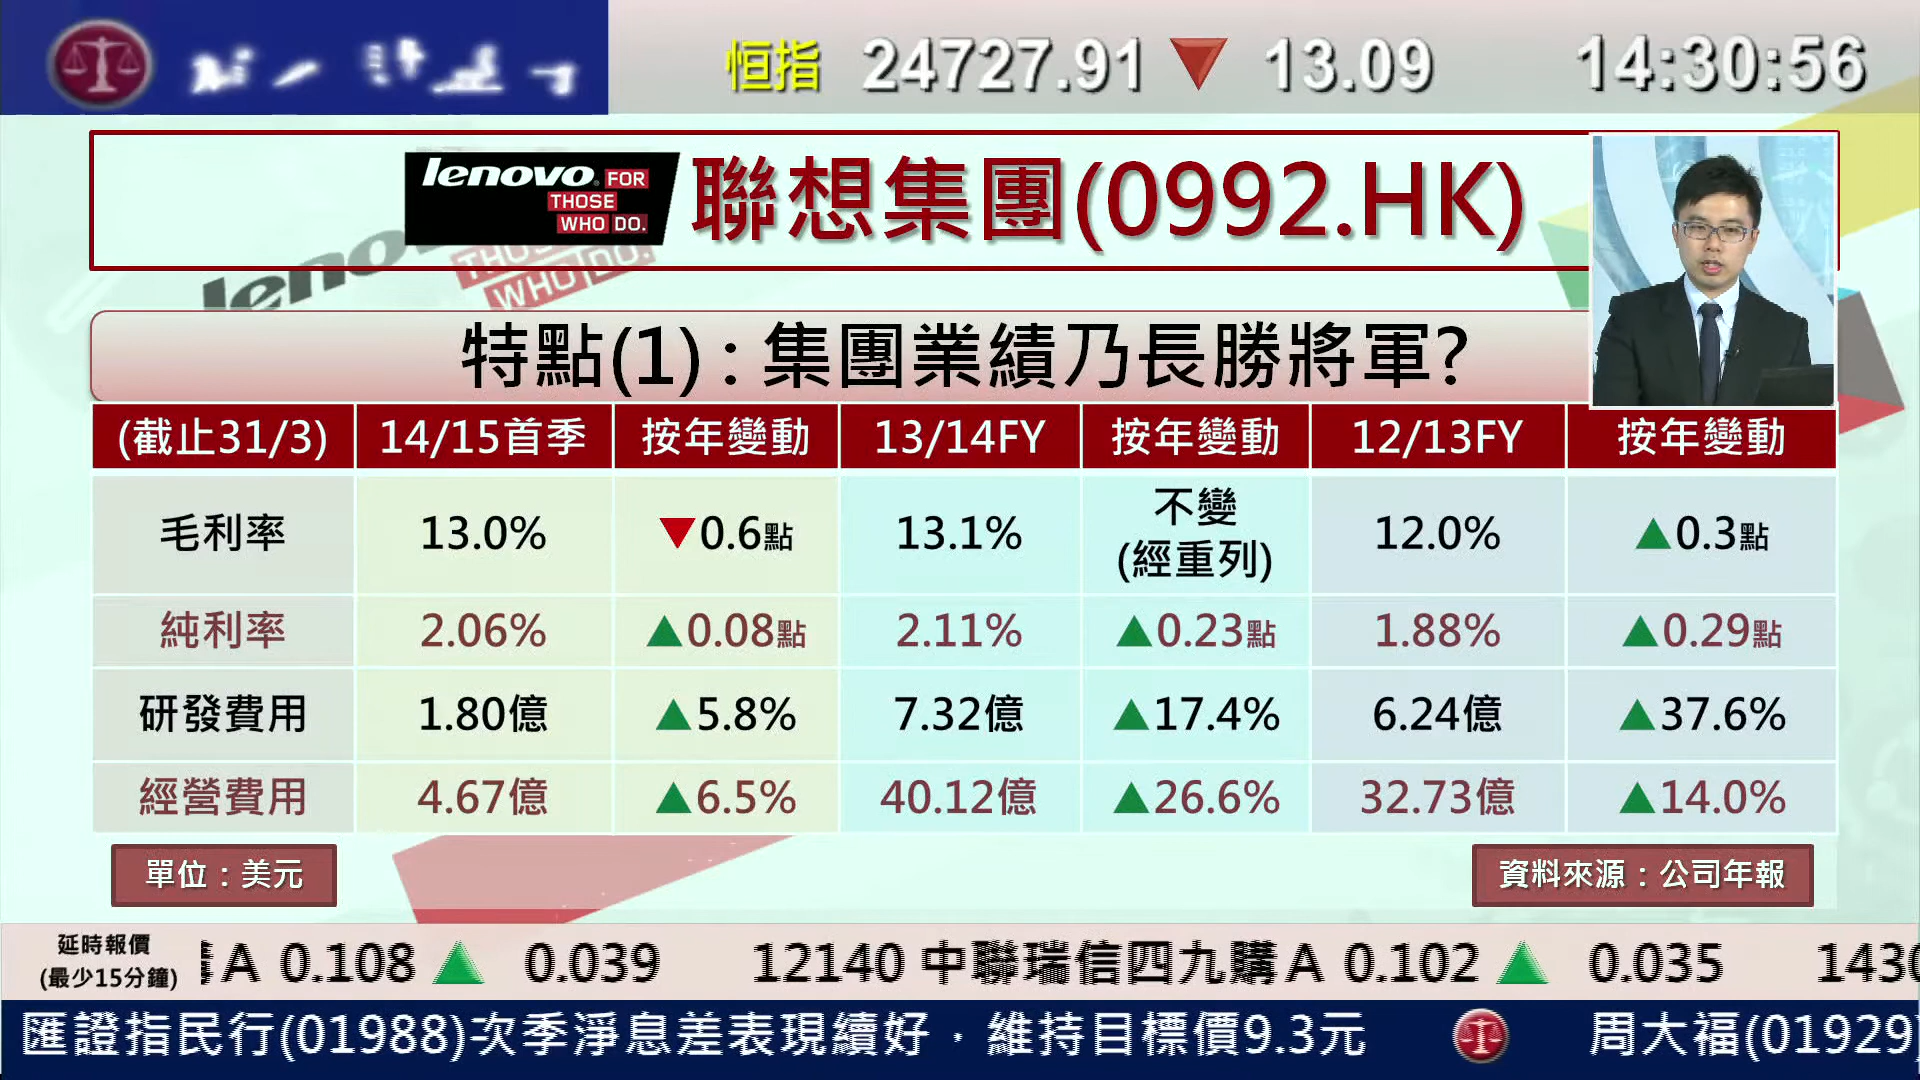 恒指 24727.91 ▼ 13.09 14:30:56
lenovo FOR THOSE WHO DO.
聯想集團(0992.HK)
特點(1) : 集團業績乃長勝將軍?
(截止31/3) 14/15首季 按年變動 13/14FY 按年變動 12/13FY 按年變動
毛利率 13.0% ▼0.6點 13.1% 不變 (經重列) 12.0% ▲0.3點
純利率 2.06% ▲0.08點 2.11% ▲0.23點 1.88% ▲0.29點
研發費用 1.80億 ▲5.8% 7.32億 ▲17.4% 6.24億 ▲37.6%
經營費用 4.67億 ▲6.5% 40.12億 ▲26.6% 32.73億 ▲14.0%
單位：美元 資料來源：公司年報
延時報價
(最少15分鐘)
A 0.108 ▲ 0.039 12140 中聯瑞信四九購A 0.102 ▲ 0.035 1430
匯證指民行(01988)次季淨息差表現續好，維持目標價9.3元 周大福(01929)